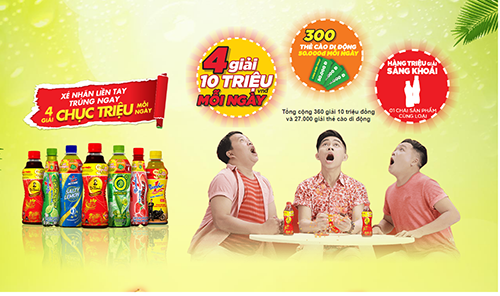 XÉ NHÃN LIỀN TAY
TRÚNG NGAY
4 GIẢI CHỤC TRIỆU MỖI NGÀY
4 giải
10 TRIỆU vnđ
MỖI NGÀY
300
THẺ CÀO DI ĐỘNG
50.000đ MỖI NGÀY
HÀNG TRIỆU giải
SẢNG KHOÁI
01 CHAI SẢN PHẨM
CÙNG LOẠI
Tổng cộng 360 giải 10 triệu đồng
và 27.000 giải thẻ cào di động